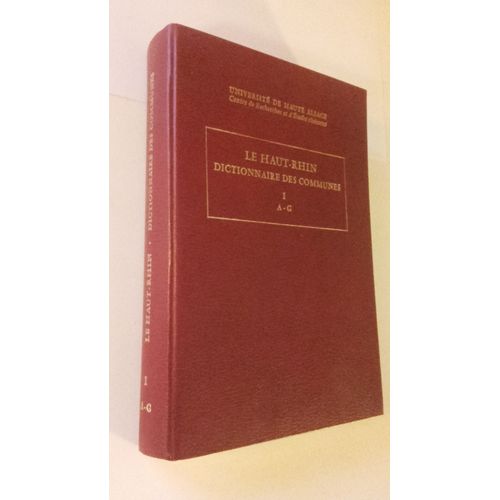 UNIVERSITÉ DE HAUTE ALSACE
Centre de Recherches et d'Études rhénanes
LE HAUT-RHIN
DICTIONNAIRE DES COMMUNES
I
A-G
LE HAUT-RHIN • DICTIONNAIRE DES COMMUNES
I
A-G